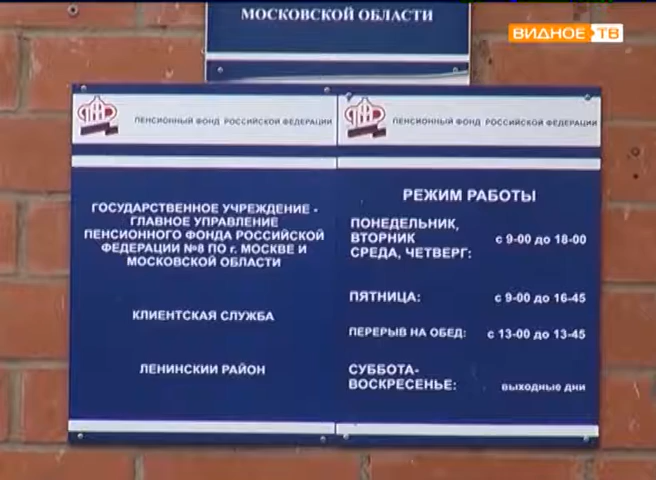 МОСКОВСКОЙ ОБЛАСТИ
ВИДНОЕ ТВ
ПЕНСИОННЫЙ ФОНД РОССИЙСКОЙ ФЕДЕРАЦИИ
ГОСУДАРСТВЕННОЕ УЧРЕЖДЕНИЕ -
ГЛАВНОЕ УПРАВЛЕНИЕ
ПЕНСИОННОГО ФОНДА РОССИЙСКОЙ
ФЕДЕРАЦИИ №8 ПО г. МОСКВЕ И
МОСКОВСКОЙ ОБЛАСТИ
КЛИЕНТСКАЯ СЛУЖБА
ЛЕНИНСКИЙ РАЙОН
ПЕНСИОННЫЙ ФОНД РОССИЙСКОЙ ФЕДЕРАЦИИ
РЕЖИМ РАБОТЫ
ПОНЕДЕЛЬНИК,
ВТОРНИК
СРЕДА, ЧЕТВЕРГ: с 9-00 до 18-00
ПЯТНИЦА: с 9-00 до 16-45
ПЕРЕРЫВ НА ОБЕД: с 13-00 до 13-45
СУББОТА-
ВОСКРЕСЕНЬЕ: выходные дни